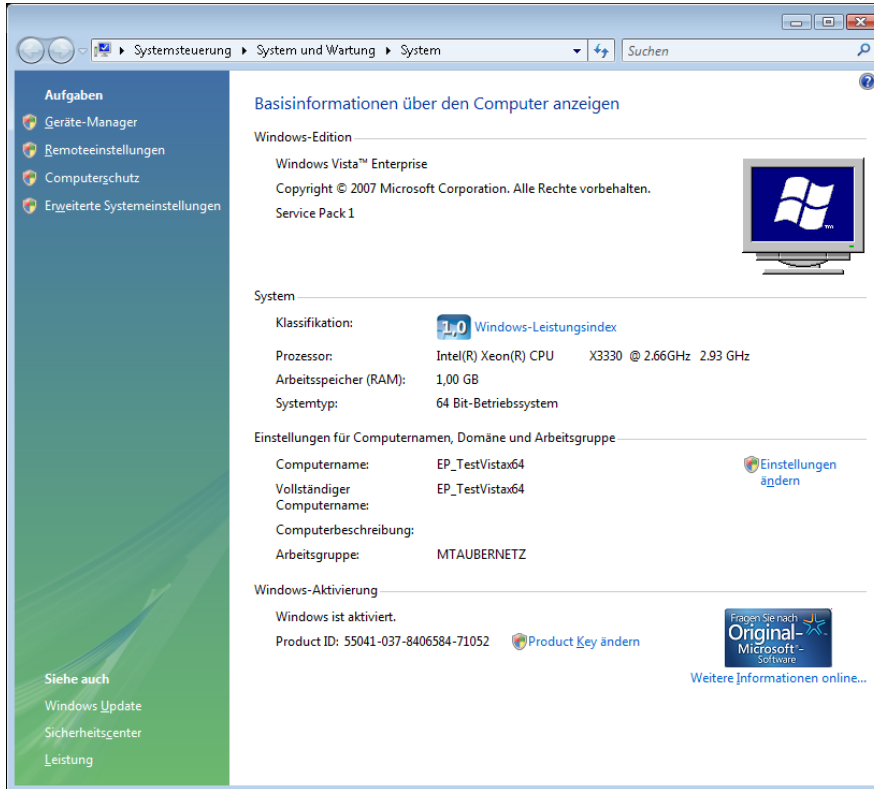 Systemsteuerung System und Wartung System Suchen
Aufgaben
Geräte-Manager
Remoteeinstellungen
Computerschutz
Erweiterte Systemeinstellungen
Basisinformationen über den Computer anzeigen
Windows-Edition
Windows Vista™ Enterprise
Copyright © 2007 Microsoft Corporation. Alle Rechte vorbehalten.
Service Pack 1
System
Klassifikation: 1,0 Windows-Leistungsindex
Prozessor: Intel(R) Xeon(R) CPU X3330 @ 2.66GHz 2.93 GHz
Arbeitsspeicher (RAM): 1,00 GB
Systemtyp: 64 Bit-Betriebssystem
Einstellungen für Computernamen, Domäne und Arbeitsgruppe
Computername: EP_TestVistax64
Einstellungen
ändern
Vollständiger EP_TestVistax64
Computername:
Computerbeschreibung:
Arbeitsgruppe: MTAUBERNETZ
Windows-Aktivierung
Windows ist aktiviert.
Product ID: 55041-037-8406584-71052 Product Key ändern
Fragen Sie nach
Original-
Microsoft®-
Software
Weitere Informationen online...
Siehe auch
Windows Update
Sicherheitscenter
Leistung